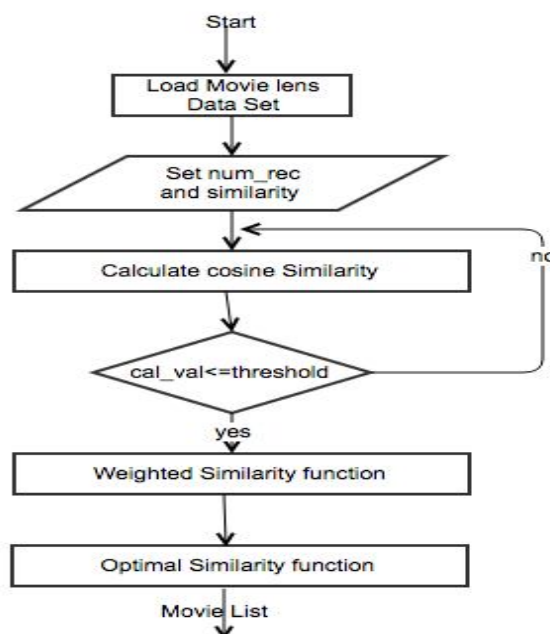 Start
Load Movie lens
Data Set
Set num_rec
and similarity
Calculate cosine Similarity
no
cal_val<=threshold
yes
Weighted Similarity function
Optimal Similarity function
Movie List